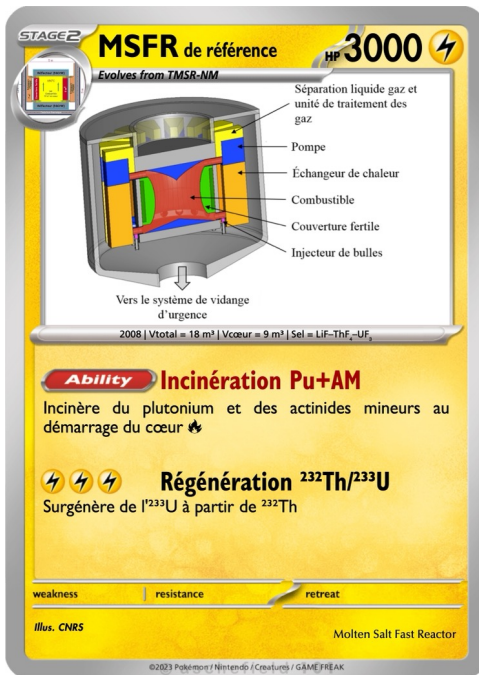 STAGE2
MSFR de référence
HP 3000
Evolves from TMSR-NM
Séparation liquide gaz et
unité de traitement des
gaz
Pompe
Échangeur de chaleur
Combustible
Couverture fertile
Injecteur de bulles
Vers le système de vidange
d'urgence
2008 | Vtotal = 18 m³ | Vcœur = 9 m³ | Sel = LiF–ThF₄–UF₃
Ability Incinération Pu+AM
Incinère du plutonium et des actinides mineurs au
démarrage du cœur 🔥
Régénération ²³²Th/²³³U
Surgénère de l'²³³U à partir de ²³²Th
weakness resistance retreat
Illus. CNRS
Molten Salt Fast Reactor
©2023 Pokémon / Nintendo / Creatures / GAME FREAK